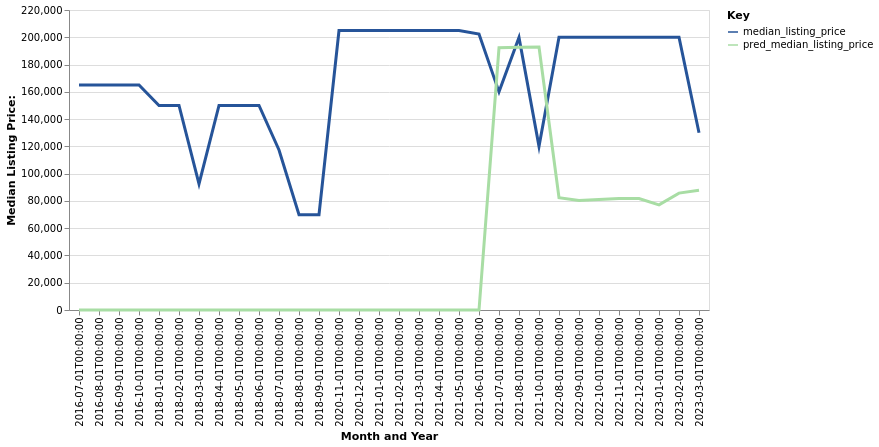 220,000
200,000
180,000
160,000
140,000
120,000
100,000
80,000
60,000
40,000
20,000
0
Median Listing Price:
2016-07-01T00:00:00
2016-08-01T00:00:00
2016-09-01T00:00:00
2016-10-01T00:00:00
2018-01-01T00:00:00
2018-02-01T00:00:00
2018-03-01T00:00:00
2018-04-01T00:00:00
2018-05-01T00:00:00
2018-06-01T00:00:00
2018-07-01T00:00:00
2018-08-01T00:00:00
2018-09-01T00:00:00
2020-11-01T00:00:00
2020-12-01T00:00:00
2021-01-01T00:00:00
2021-02-01T00:00:00
2021-03-01T00:00:00
2021-04-01T00:00:00
2021-05-01T00:00:00
2021-06-01T00:00:00
2021-07-01T00:00:00
2021-08-01T00:00:00
2021-10-01T00:00:00
2022-08-01T00:00:00
2022-09-01T00:00:00
2022-10-01T00:00:00
2022-11-01T00:00:00
2022-12-01T00:00:00
2023-01-01T00:00:00
2023-02-01T00:00:00
2023-03-01T00:00:00
Month and Year
Key
median_listing_price
pred_median_listing_price